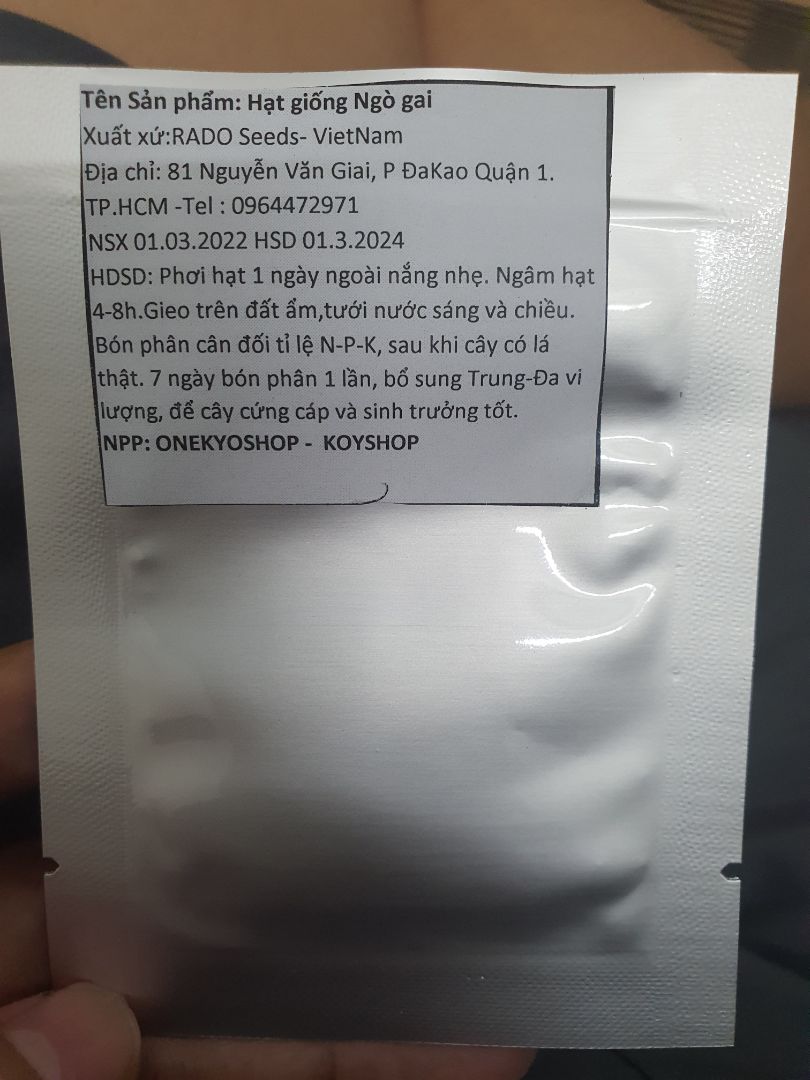 Tên Sản phẩm: Hạt giống Ngò gai
Xuất xứ:RADO Seeds- VietNam
Địa chỉ: 81 Nguyễn Văn Giai, P ĐaKao Quận 1.
TP.HCM -Tel : 0964472971
NSX 01.03.2022 HSD 01.3.2024
HDSD: Phơi hạt 1 ngày ngoài nắng nhẹ. Ngâm hạt
4-8h.Gieo trên đất ẩm,tưới nước sáng và chiều.
Bón phân cân đối tỉ lệ N-P-K, sau khi cây có lá
thật. 7 ngày bón phân 1 lần, bổ sung Trung-Đa vi
lượng, để cây cứng cáp và sinh trưởng tốt.
NPP: ONEKYOSHOP - KOYSHOP